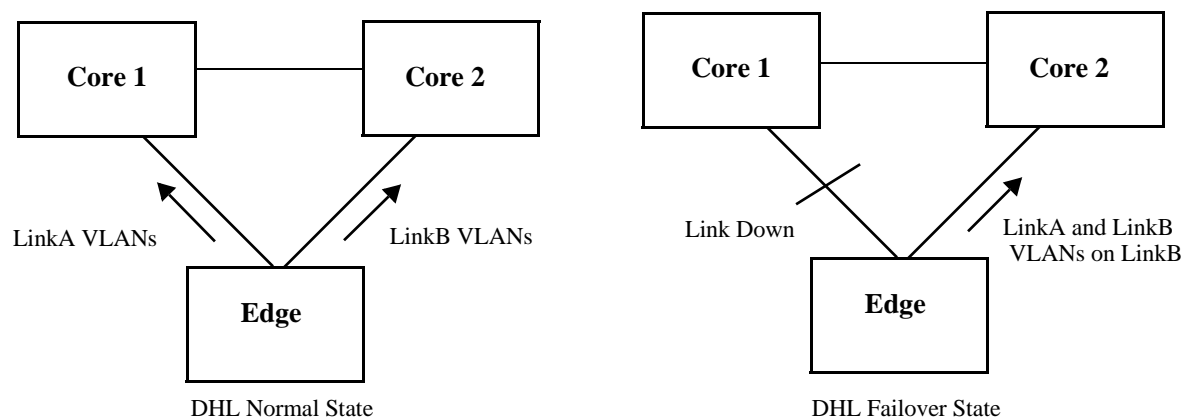 Core 1
Core 2
LinkA VLANs
LinkB VLANs
Edge
DHL Normal State
Core 1
Core 2
Link Down
LinkA and LinkB
VLANs on LinkB
Edge
DHL Failover State